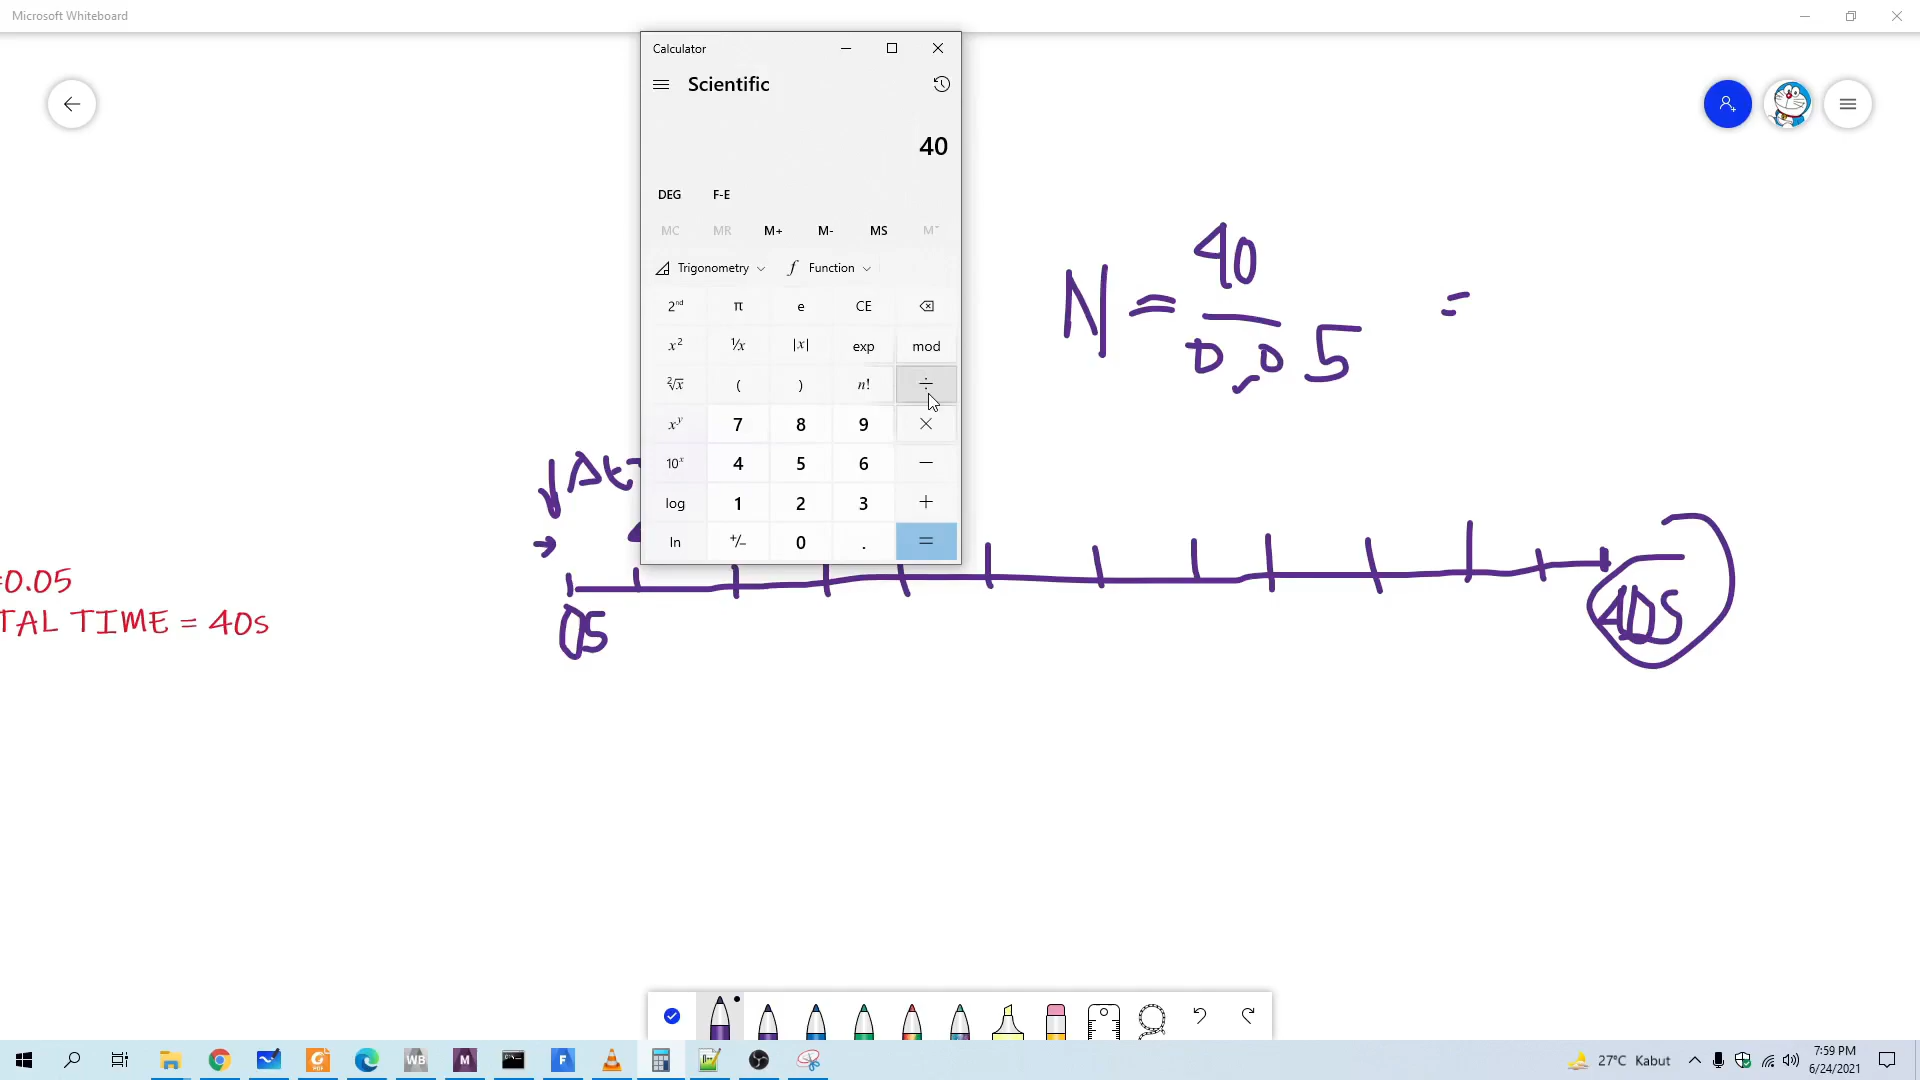 Microsoft Whiteboard
Calculator
Scientific
40
DEG F-E
MC MR M+ M- MS M˅
Trigonometry Function
2ⁿᵈ π e CE
x² ¹/x |x| exp mod
²√x ( ) n! ÷
xʸ 7 8 9 ×
10ˣ 4 5 6 −
log 1 2 3 +
ln +/− 0 . =
N = 40 / 0,05 =
Δt
=0.05
TAL TIME = 40s
0s
40s
27°C Kabut
7:59 PM
6/24/2021